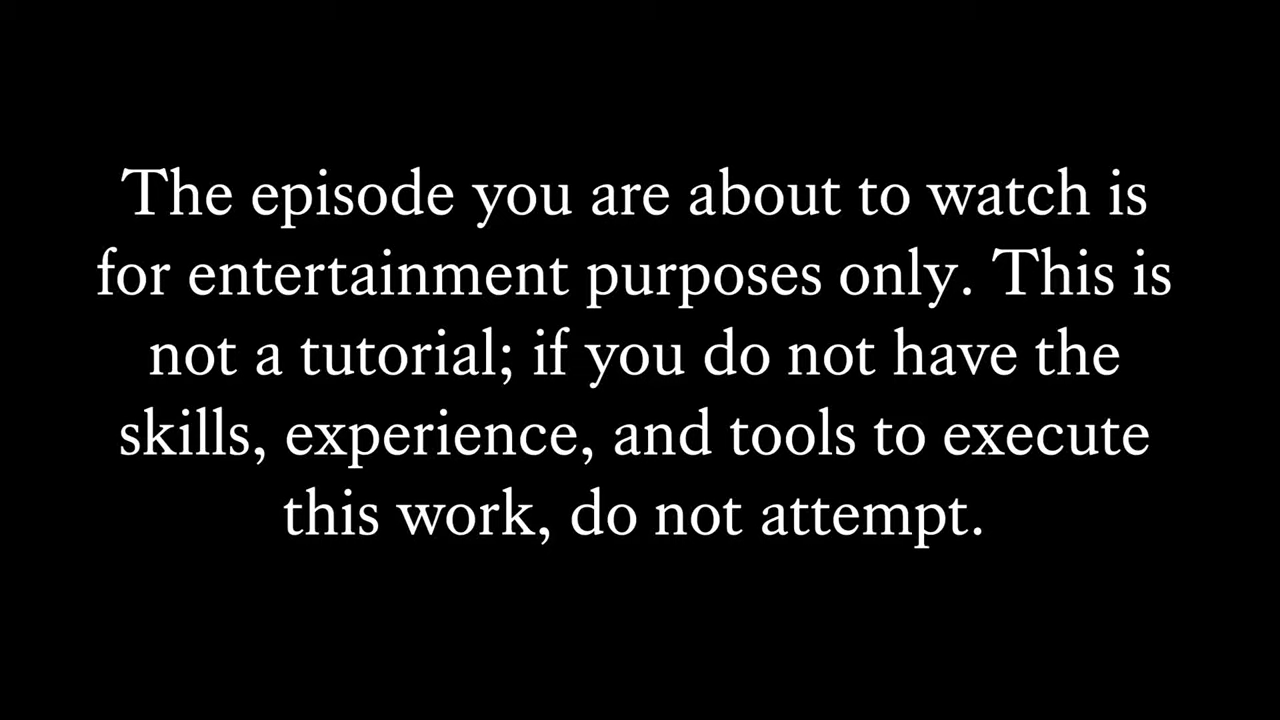 The episode you are about to watch is
for entertainment purposes only. This is
not a tutorial; if you do not have the
skills, experience, and tools to execute
this work, do not attempt.